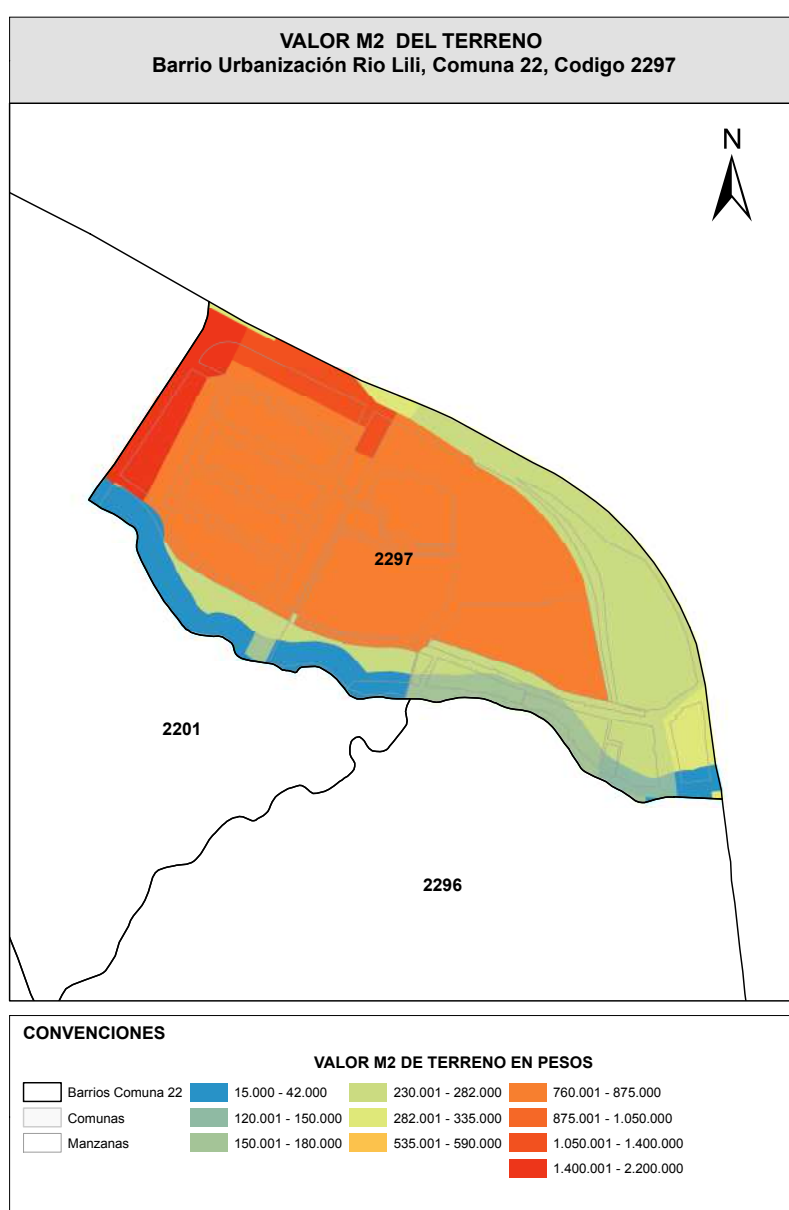 VALOR M2 DEL TERRENO
Barrio Urbanización Rio Lili, Comuna 22, Codigo 2297
N
2297
2201
2296
CONVENCIONES
VALOR M2 DE TERRENO EN PESOS
Barrios Comuna 22
15.000 - 42.000
230.001 - 282.000
760.001 - 875.000
Comunas
120.001 - 150.000
282.001 - 335.000
875.001 - 1.050.000
Manzanas
150.001 - 180.000
535.001 - 590.000
1.050.001 - 1.400.000
1.400.001 - 2.200.000